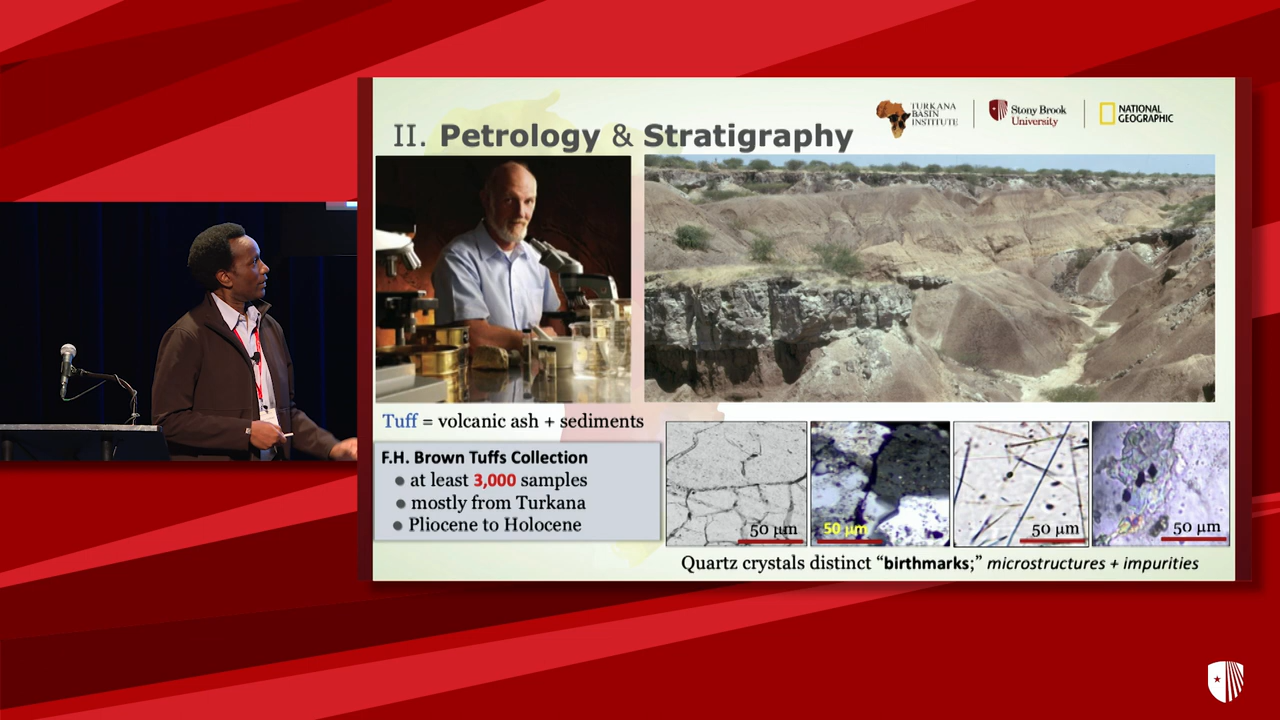 TURKANA
BASIN
INSTITUTE
Stony Brook
University
NATIONAL
GEOGRAPHIC
II. Petrology & Stratigraphy
Tuff = volcanic ash + sediments
F.H. Brown Tuffs Collection
● at least 3,000 samples
● mostly from Turkana
● Pliocene to Holocene
50 µm
50 µm
50 µm
50 µm
Quartz crystals distinct “birthmarks;” microstructures + impurities